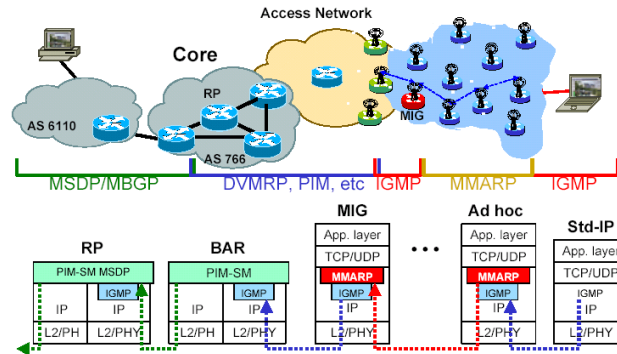 Access Network
Core
RP
MIG
AS 6110
AS 766
MSDP/MBGP
DVMRP, PIM, etc
IGMP
MMARP
IGMP
MIG
Ad hoc
Std-IP
RP
BAR
App. layer
App. layer
App. layer
TCP/UDP
TCP/UDP
TCP/UDP
PIM-SM MSDP
PIM-SM
MMARP
MMARP
IGMP
IGMP
IGMP
IGMP
IGMP
IP
IP
IP
IP
IP
IP
IP
L2/PH
L2/PHY
L2/PH
L2/PHY
L2/PHY
L2/PHY
L2/PHY